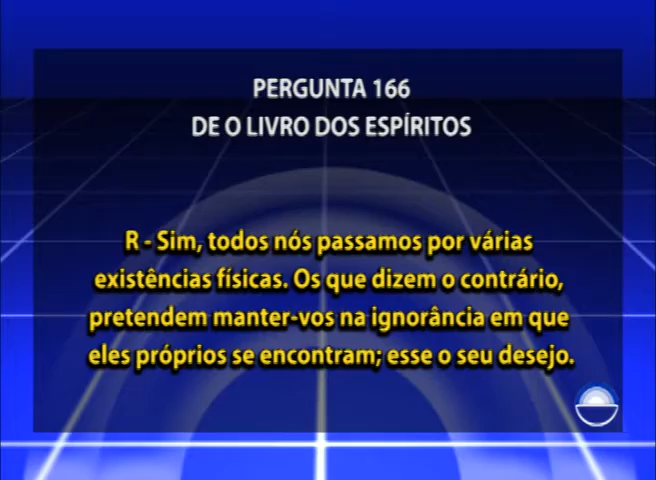 PERGUNTA 166
DE O LIVRO DOS ESPÍRITOS
R - Sim, todos nós passamos por várias
existências físicas. Os que dizem o contrário,
pretendem manter-vos na ignorância em que
eles próprios se encontram; esse o seu desejo.